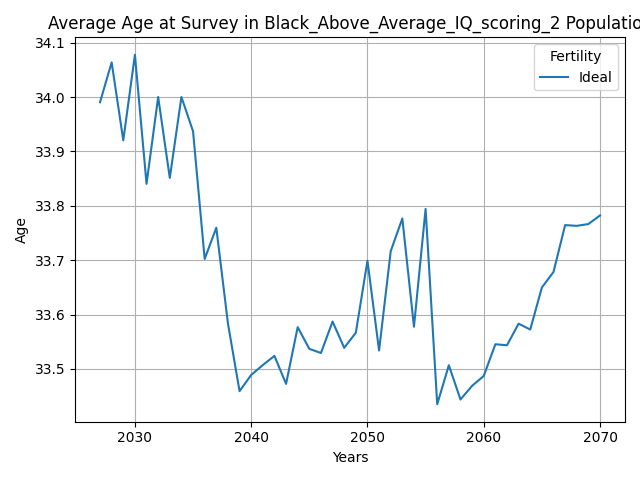 Average Age at Survey in Black_Above_Average_IQ_scoring_2 Populatio
34.1
34.0
33.9
33.8
33.7
33.6
33.5
Age
Fertility
Ideal
2030 2040 2050 2060 2070
Years